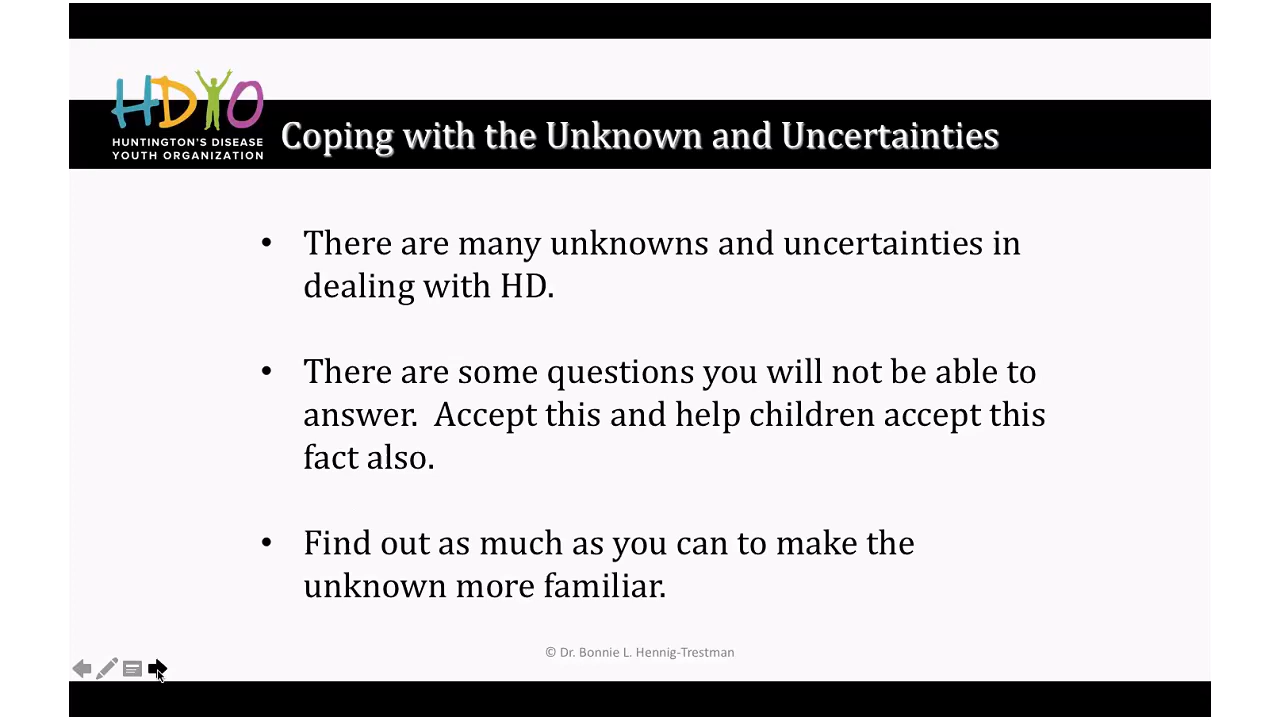 HDYO
HUNTINGTON'S DISEASE
YOUTH ORGANIZATION
Coping with the Unknown and Uncertainties
• There are many unknowns and uncertainties in
dealing with HD.
• There are some questions you will not be able to
answer.  Accept this and help children accept this
fact also.
• Find out as much as you can to make the
unknown more familiar.
© Dr. Bonnie L. Hennig-Trestman